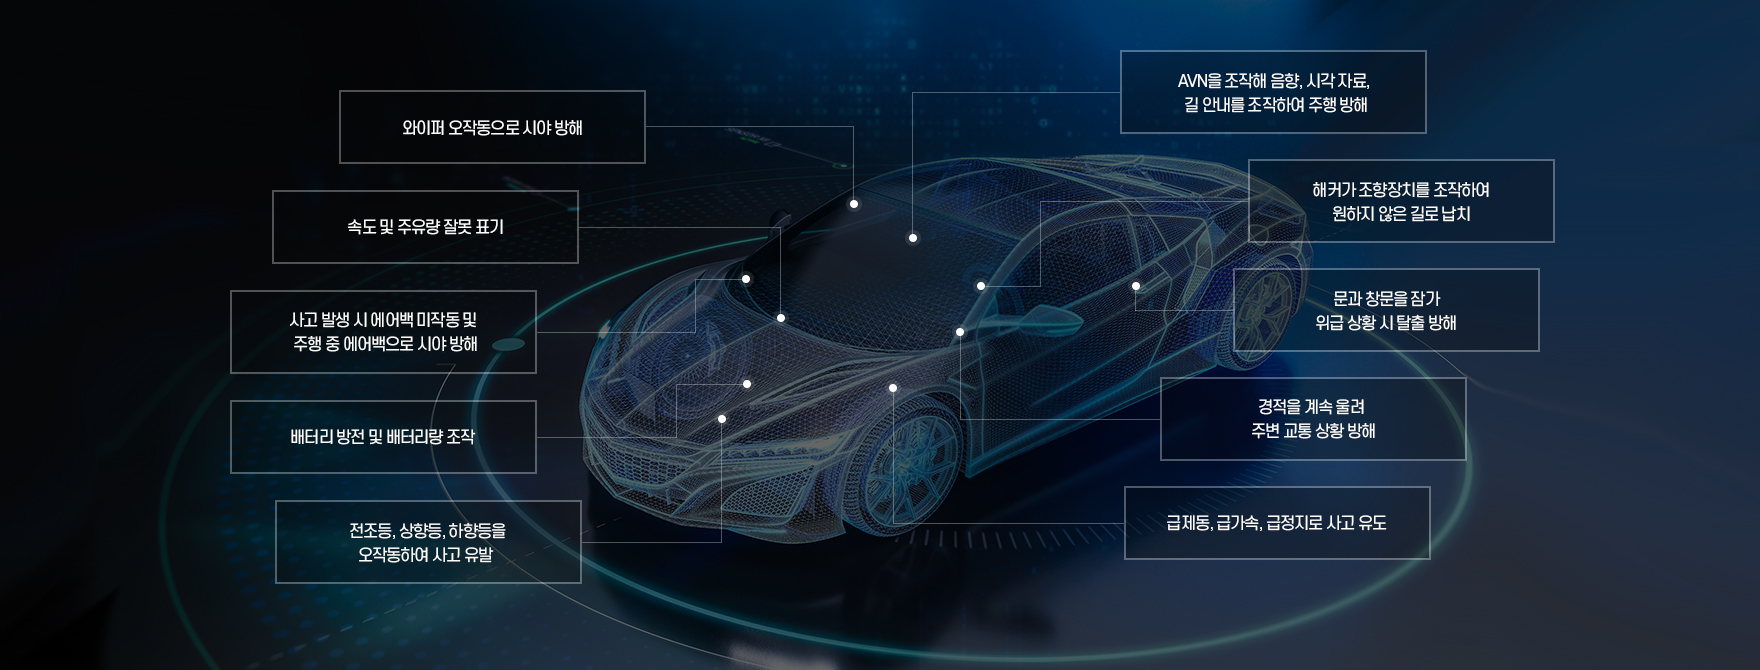 와이퍼 오작동으로 시야 방해
속도 및 주유량 잘못 표기
사고 발생 시 에어백 미작동 및
주행 중 에어백으로 시야 방해
배터리 방전 및 배터리량 조작
전조등, 상향등, 하향등을
오작동하여 사고 유발
AVN을 조작해 음향, 시각 자료,
길 안내를 조작하여 주행 방해
해커가 조향장치를 조작하여
원하지 않은 길로 납치
문과 창문을 잠가
위급 상황 시 탈출 방해
경적을 계속 울려
주변 교통 상황 방해
급제동, 급가속, 급정지로 사고 유도